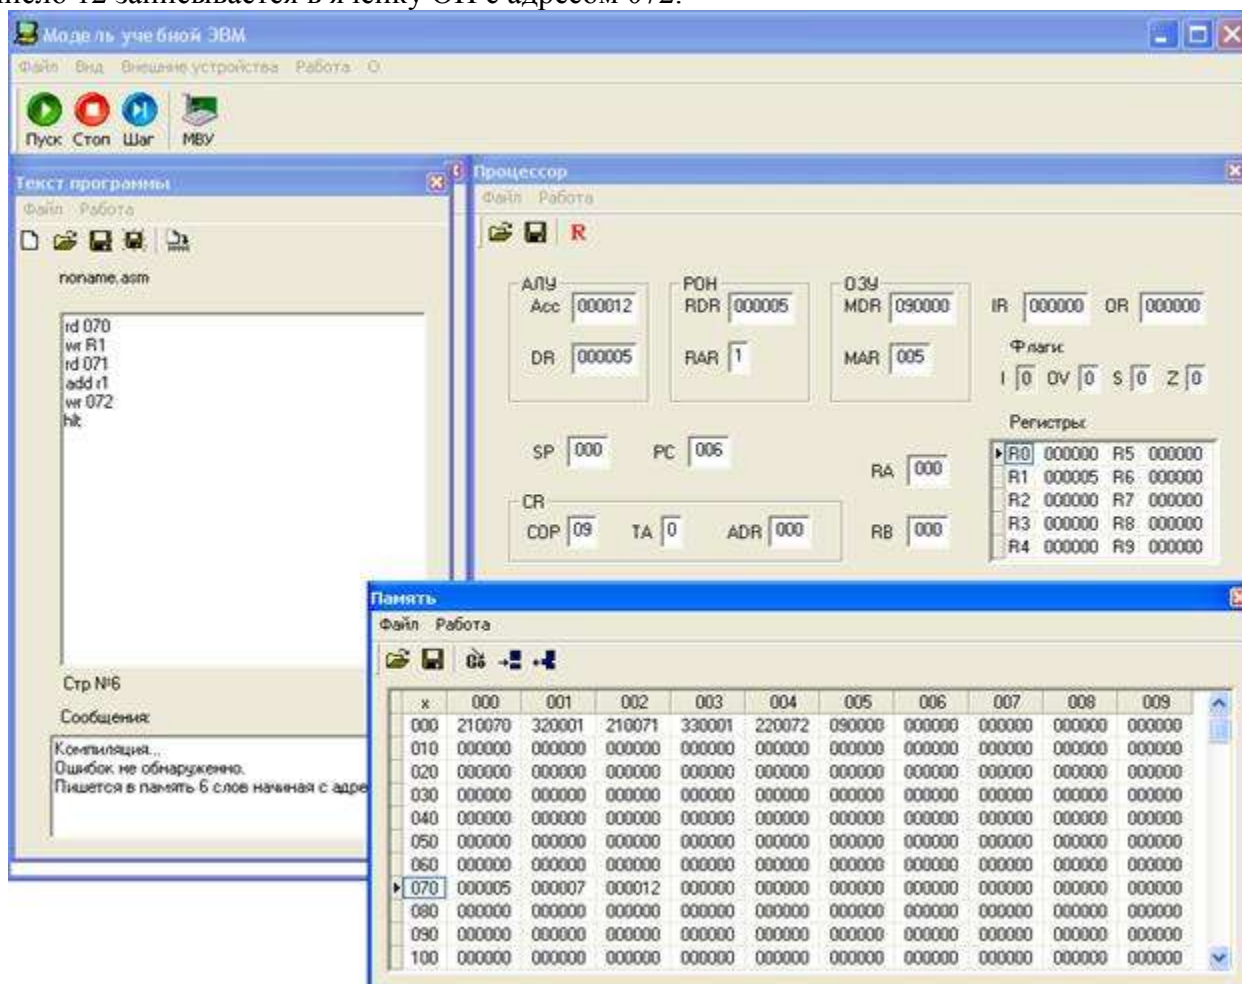 число 12 записывается в ячейку ОП с адресом 072.
Модель учебной ЭВМ
Файл Вид Внешние устройства Работа О
Пуск Стоп Шаг МВУ
Текст программы
Файл Работа
noname.asm
rd 070
wr R1
rd 071
add r1
wr 072
hlt
Стр №6
Сообщения:
Компиляция...
Ошибок не обнаруженно.
Пишется в память 6 слов начиная с адре
Процессор
Файл Работа
R
АЛУ РОН ОЗУ
Acc 000012 RDR 000005 MDR 090000 IR 000000 OR 000000
DR 000005 RAR 1 MAR 005
Флаги:
I 0 OV 0 S 0 Z 0
SP 000 PC 006 RA 000
CR
COP 09 TA 0 ADR 000 RB 000
Регистры:
R0 000000 R5 000000
R1 000005 R6 000000
R2 000000 R7 000000
R3 000000 R8 000000
R4 000000 R9 000000
Память
Файл Работа
x 000 001 002 003 004 005 006 007 008 009
000 210070 320001 210071 330001 220072 090000 000000 000000 000000 000000
010 000000 000000 000000 000000 000000 000000 000000 000000 000000 000000
020 000000 000000 000000 000000 000000 000000 000000 000000 000000 000000
030 000000 000000 000000 000000 000000 000000 000000 000000 000000 000000
040 000000 000000 000000 000000 000000 000000 000000 000000 000000 000000
050 000000 000000 000000 000000 000000 000000 000000 000000 000000 000000
060 000000 000000 000000 000000 000000 000000 000000 000000 000000 000000
070 000005 000007 000012 000000 000000 000000 000000 000000 000000 000000
080 000000 000000 000000 000000 000000 000000 000000 000000 000000 000000
090 000000 000000 000000 000000 000000 000000 000000 000000 000000 000000
100 000000 000000 000000 000000 000000 000000 000000 000000 000000 000000